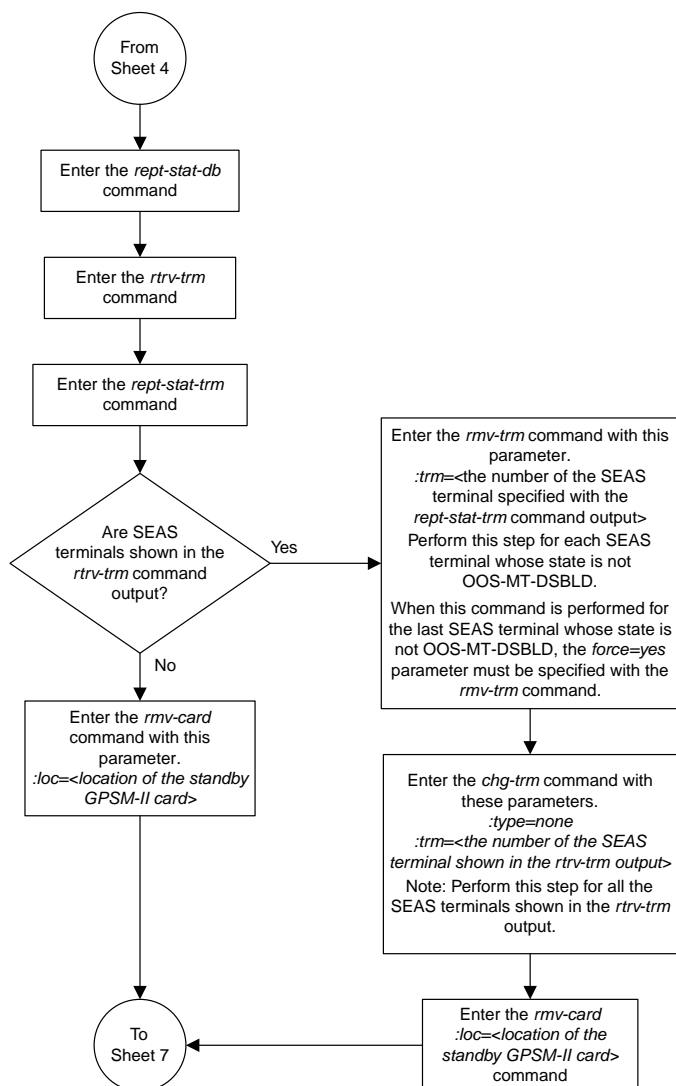 From
Sheet 4
Enter the rept-stat-db
command
Enter the rtrv-trm
command
Enter the rept-stat-trm
command
Are SEAS
terminals shown in the
rtrv-trm command
output?
Yes
No
Enter the rmv-card
command with this
parameter.
:loc=<location of the standby
GPSM-II card>
Enter the rmv-trm command with this
parameter.
:trm=<the number of the SEAS
terminal specified with the
rept-stat-trm command output>
Perform this step for each SEAS
terminal whose state is not
OOS-MT-DSBLD.
When this command is performed for
the last SEAS terminal whose state is
not OOS-MT-DSBLD, the force=yes
parameter must be specified with the
rmv-trm command.
Enter the chg-trm command with
these parameters.
:type=none
:trm=<the number of the SEAS
terminal shown in the rtrv-trm output>
Note: Perform this step for all the
SEAS terminals shown in the rtrv-trm
output.
Enter the rmv-card
:loc=<location of the
standby GPSM-II card>
command
To
Sheet 7